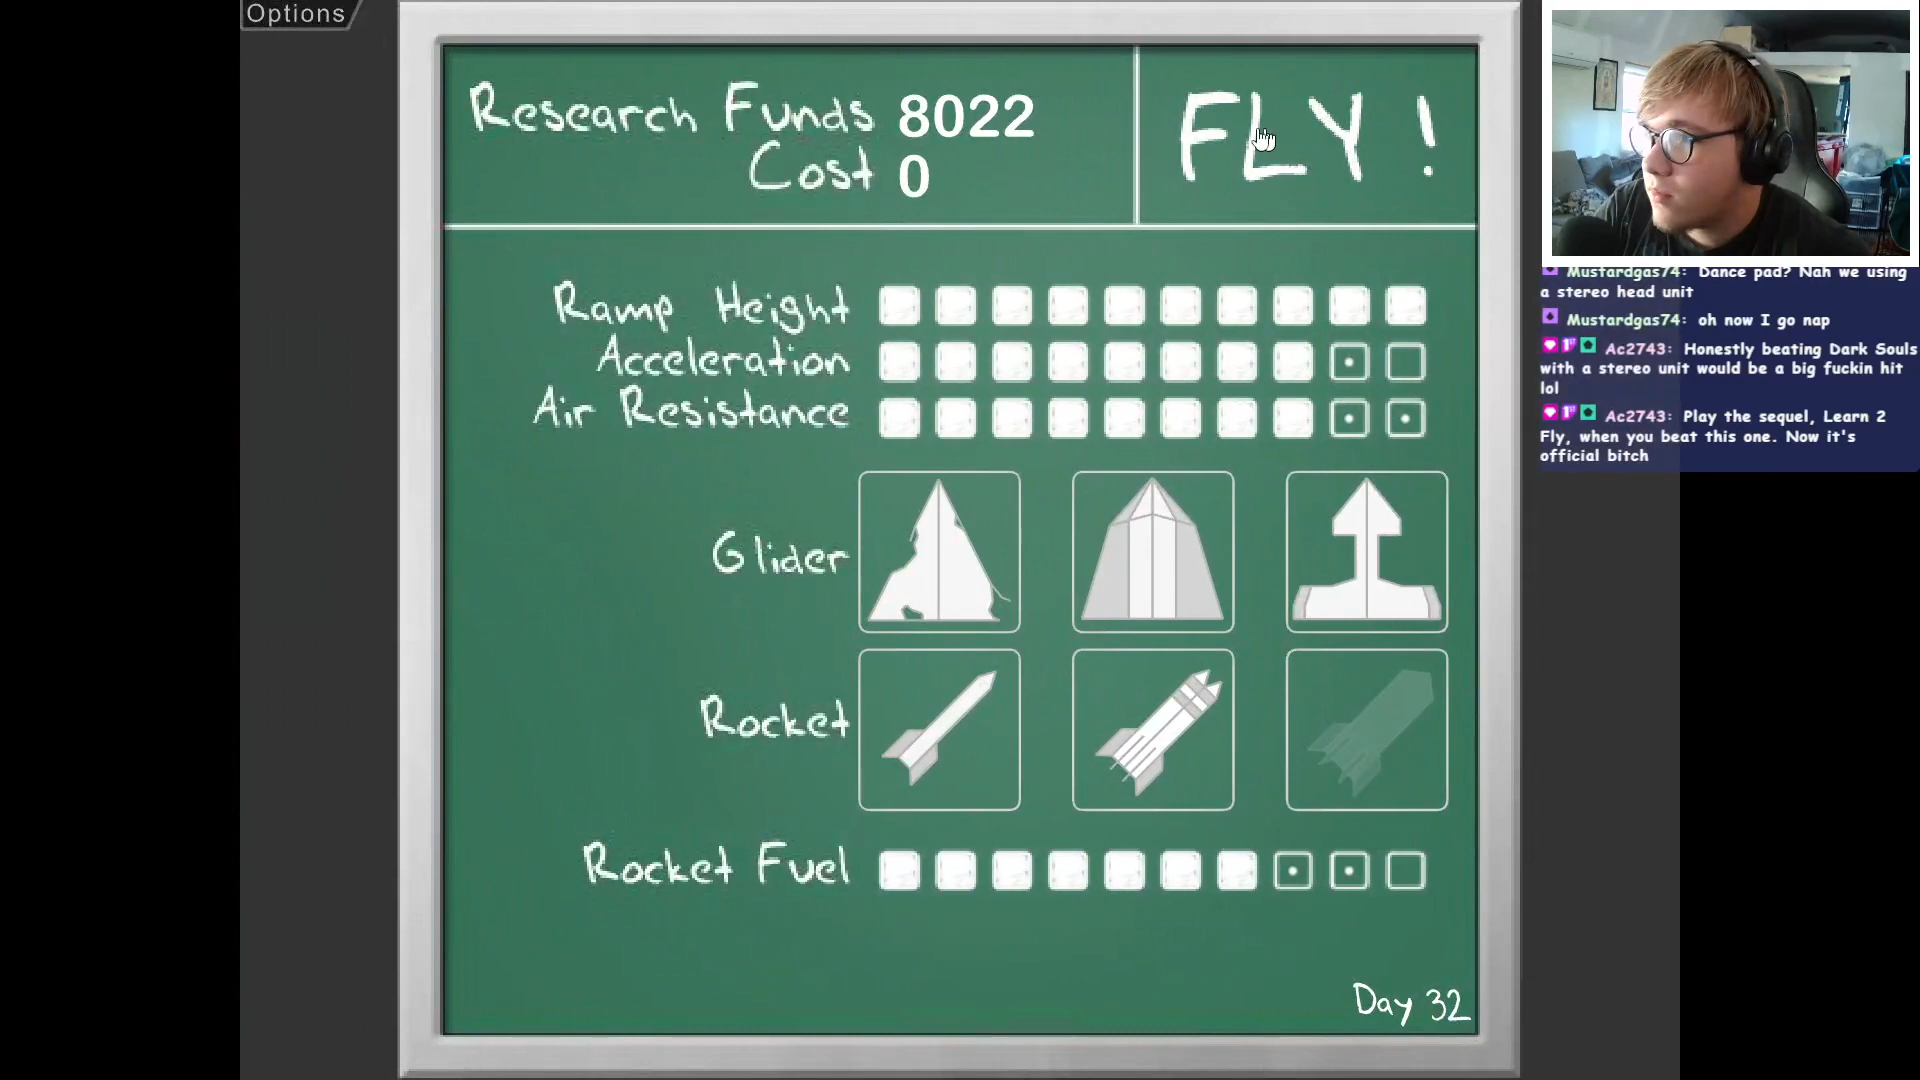 Options
Research Funds 8022
Cost 0
FLY!
Ramp Height
Acceleration
Air Resistance
Glider
Rocket
Rocket Fuel
Day 32
Mustardgas74: Dance pad? Nah we using
a stereo head unit
Mustardgas74: oh now I go nap
Ac2743: Honestly beating Dark Souls
with a stereo unit would be a big fuckin hit
lol
Ac2743: Play the sequel, Learn 2
Fly, when you beat this one. Now it's
official bitch